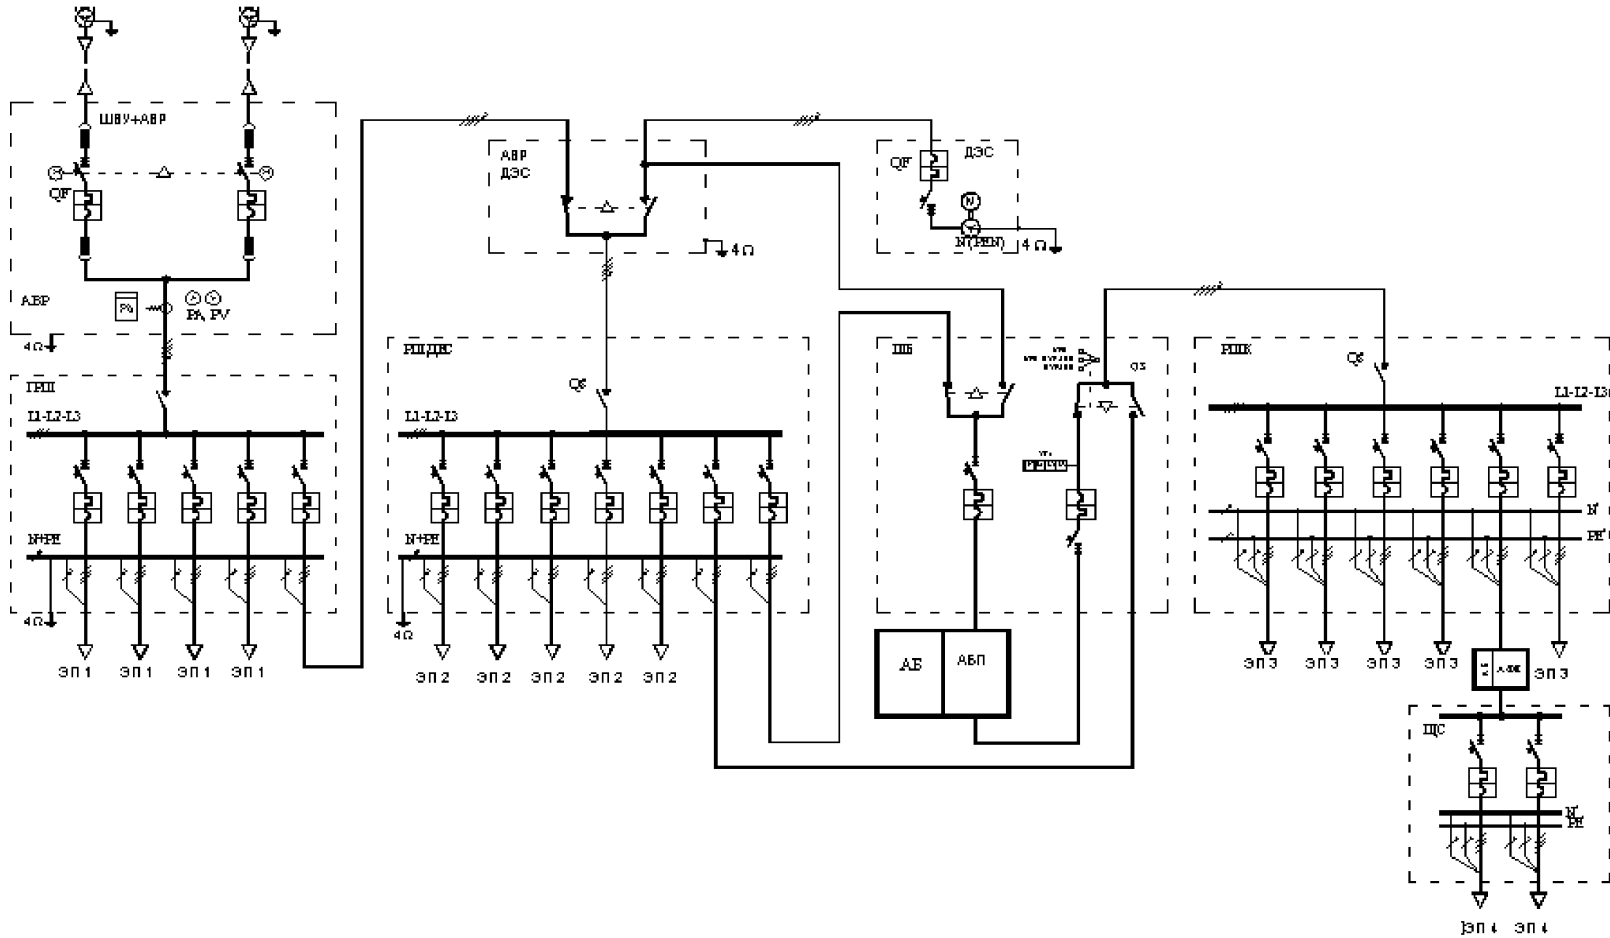 ШВУ+АВР
QF
АВР
PA, PV
4 Ω
ГРЩ
L1-L2-L3
N+PE
4 Ω
ЭП 1
ЭП 1
ЭП 1
ЭП 1
АВР
ДЭС
4 Ω
QF
ДЭС
N
N(PEN)
4 Ω
QS
L1-L2-L3
N+PE
4 Ω
ЭП 2
ЭП 2
ЭП 2
ЭП 2
ЭП 2
ЩБ
QS
АБ
АБП
РЩК
QS
L1-L2-L3
N'
PE'
ЭП 3
ЭП 3
ЭП 3
ЭП 3
ЭП 3
ЩС
N'
PE'
ЭП 4
ЭП 4